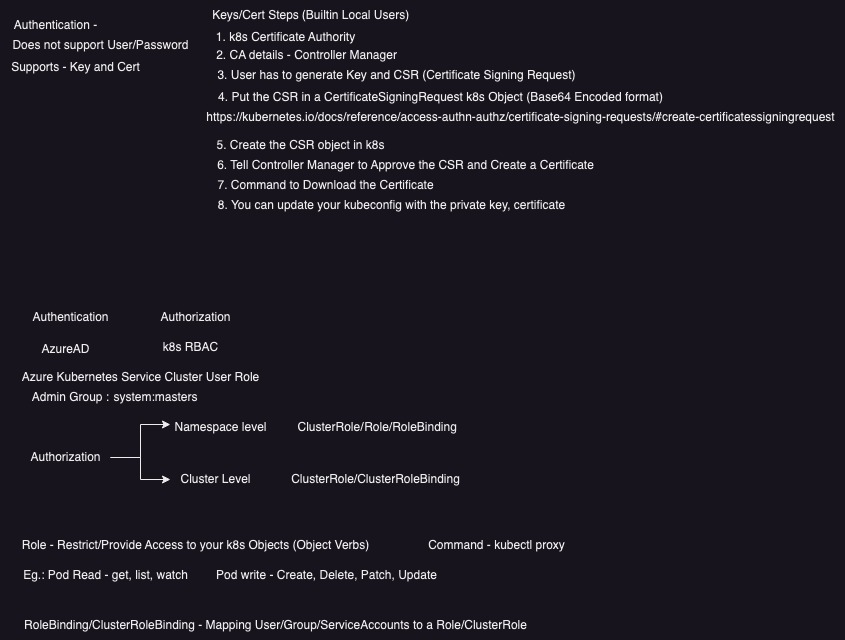 Authentication -
Does not support User/Password
Supports - Key and Cert
Keys/Cert Steps (Builtin Local Users)
1. k8s Certificate Authority
2. CA details - Controller Manager
3. User has to generate Key and CSR (Certificate Signing Request)
4. Put the CSR in a CertificateSigningRequest k8s Object (Base64 Encoded format)
https://kubernetes.io/docs/reference/access-authn-authz/certificate-signing-requests/#create-certificatessigningrequest
5. Create the CSR object in k8s
6. Tell Controller Manager to Approve the CSR and Create a Certificate
7. Command to Download the Certificate
8. You can update your kubeconfig with the private key, certificate
Authentication Authorization
AzureAD k8s RBAC
Azure Kubernetes Service Cluster User Role
Admin Group : system:masters
Namespace level ClusterRole/Role/RoleBinding
Authorization
Cluster Level ClusterRole/ClusterRoleBinding
Role - Restrict/Provide Access to your k8s Objects (Object Verbs) Command - kubectl proxy
Eg.: Pod Read - get, list, watch Pod write - Create, Delete, Patch, Update
RoleBinding/ClusterRoleBinding - Mapping User/Group/ServiceAccounts to a Role/ClusterRole